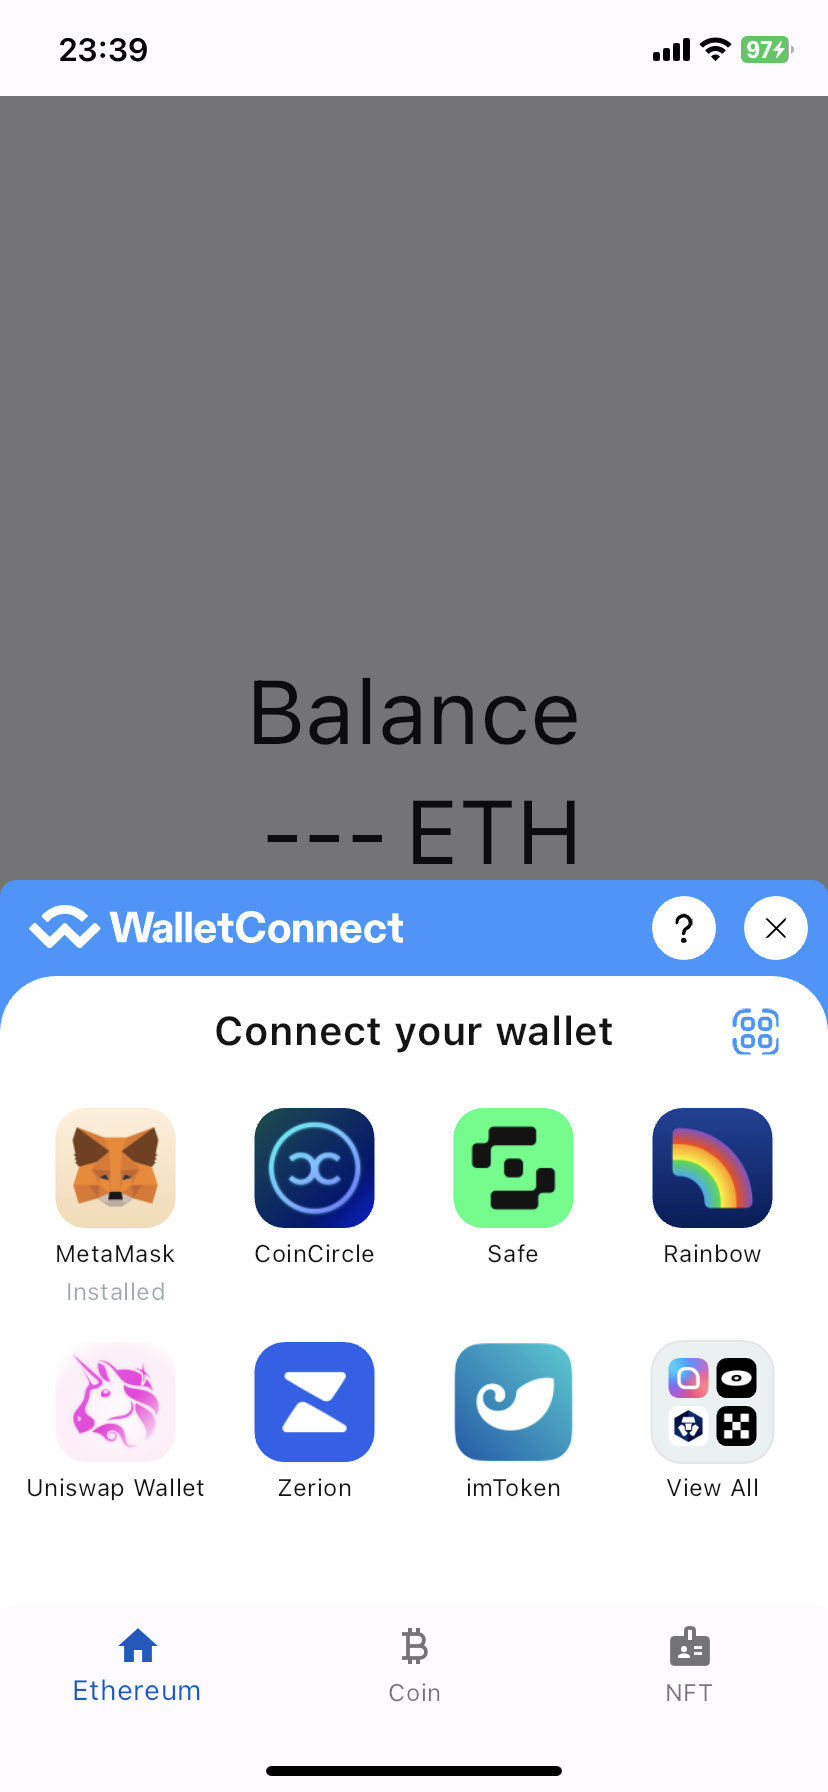 23:39
97
Balance
--- ETH
WalletConnect
?
Connect your wallet
MetaMask
CoinCircle
Safe
Rainbow
Installed
Uniswap Wallet
Zerion
imToken
View All
Ethereum
Coin
NFT